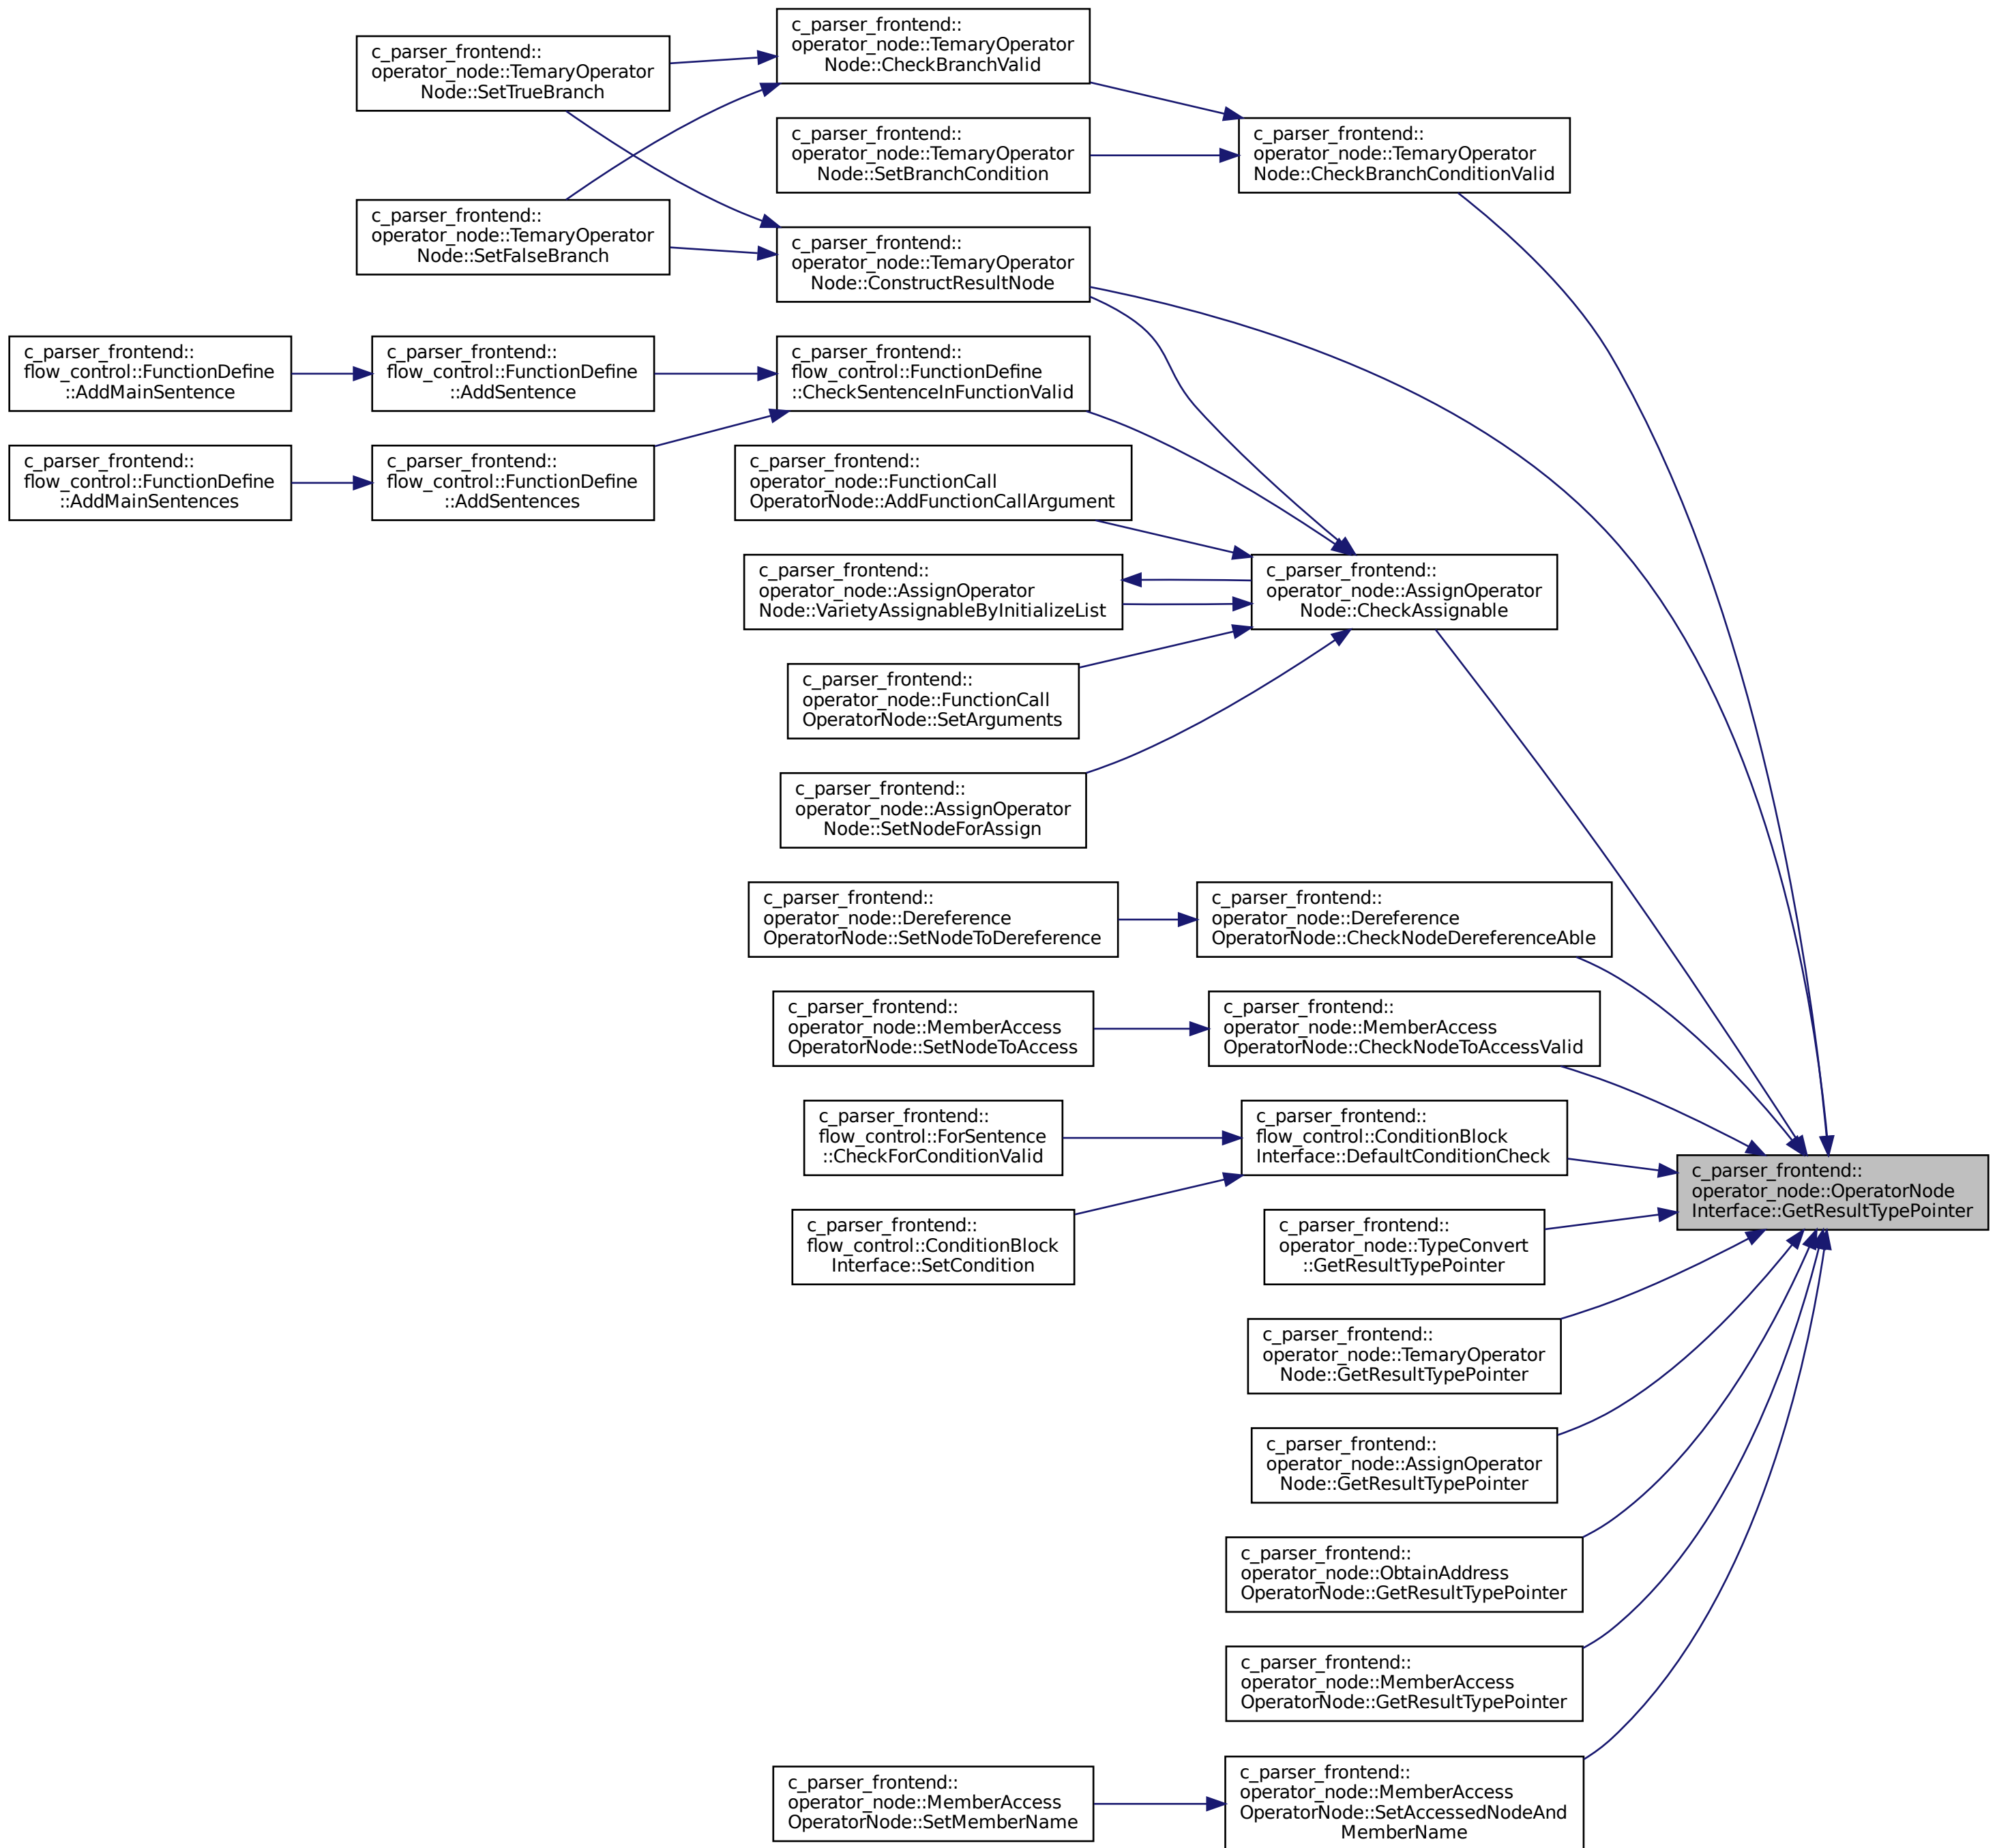 c_parser_frontend::
operator_node::TemaryOperator
Node::CheckBranchValid
c_parser_frontend::
operator_node::TemaryOperator
Node::SetTrueBranch
c_parser_frontend::
operator_node::TemaryOperator
Node::SetBranchCondition
c_parser_frontend::
operator_node::TemaryOperator
Node::CheckBranchConditionValid
c_parser_frontend::
operator_node::TemaryOperator
Node::SetFalseBranch
c_parser_frontend::
operator_node::TemaryOperator
Node::ConstructResultNode
c_parser_frontend::
flow_control::FunctionDefine
::AddMainSentence
c_parser_frontend::
flow_control::FunctionDefine
::AddSentence
c_parser_frontend::
flow_control::FunctionDefine
::CheckSentenceInFunctionValid
c_parser_frontend::
flow_control::FunctionDefine
::AddMainSentences
c_parser_frontend::
flow_control::FunctionDefine
::AddSentences
c_parser_frontend::
operator_node::FunctionCall
OperatorNode::AddFunctionCallArgument
c_parser_frontend::
operator_node::AssignOperator
Node::VarietyAssignableByInitializeList
c_parser_frontend::
operator_node::AssignOperator
Node::CheckAssignable
c_parser_frontend::
operator_node::FunctionCall
OperatorNode::SetArguments
c_parser_frontend::
operator_node::AssignOperator
Node::SetNodeForAssign
c_parser_frontend::
operator_node::Dereference
OperatorNode::SetNodeToDereference
c_parser_frontend::
operator_node::Dereference
OperatorNode::CheckNodeDereferenceAble
c_parser_frontend::
operator_node::MemberAccess
OperatorNode::SetNodeToAccess
c_parser_frontend::
operator_node::MemberAccess
OperatorNode::CheckNodeToAccessValid
c_parser_frontend::
flow_control::ForSentence
::CheckForConditionValid
c_parser_frontend::
flow_control::ConditionBlock
Interface::DefaultConditionCheck
c_parser_frontend::
operator_node::OperatorNode
Interface::GetResultTypePointer
c_parser_frontend::
flow_control::ConditionBlock
Interface::SetCondition
c_parser_frontend::
operator_node::TypeConvert
::GetResultTypePointer
c_parser_frontend::
operator_node::TemaryOperator
Node::GetResultTypePointer
c_parser_frontend::
operator_node::AssignOperator
Node::GetResultTypePointer
c_parser_frontend::
operator_node::ObtainAddress
OperatorNode::GetResultTypePointer
c_parser_frontend::
operator_node::MemberAccess
OperatorNode::GetResultTypePointer
c_parser_frontend::
operator_node::MemberAccess
OperatorNode::SetMemberName
c_parser_frontend::
operator_node::MemberAccess
OperatorNode::SetAccessedNodeAnd
MemberName